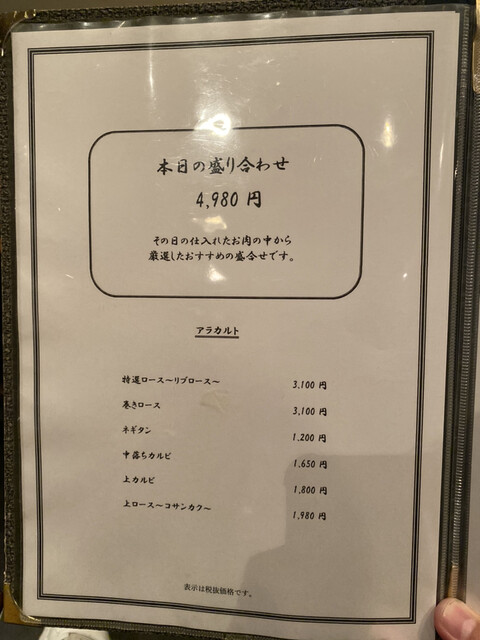 本日の盛り合わせ
4,980 円
その日の仕入れたお肉の中から
厳選したおすすめの盛合せです。
アラカルト
特選ロース〜リブロース〜 3,100 円
巻きロース 3,100 円
ネギタン 1,200 円
中落ちカルビ 1,650 円
上カルビ 1,800 円
上ロース〜コサンカク〜 1,980 円
表示は税抜価格です。